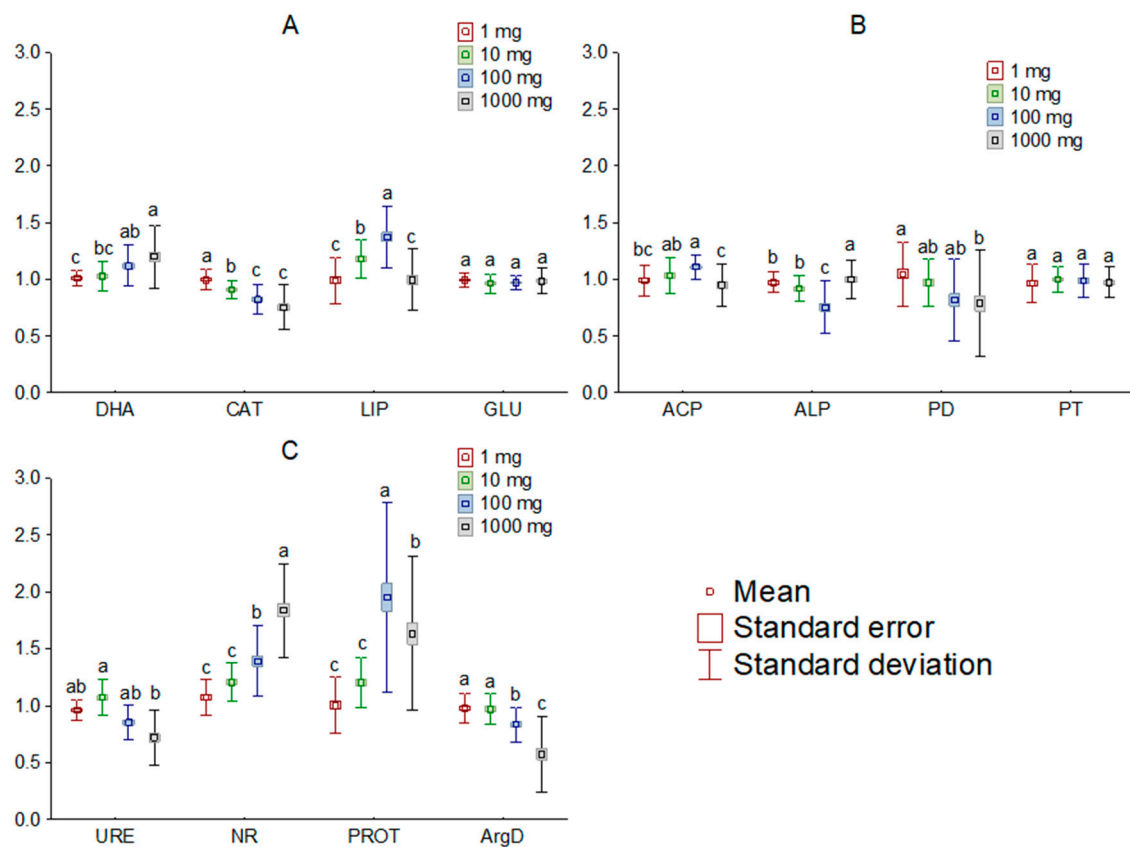 A
1 mg
10 mg
100 mg
1000 mg
3.0
2.5
2.0
1.5
1.0
0.5
0.0
c bc ab a
a b c c
c b a c
a a a a
DHA CAT LIP GLU
B
1 mg
10 mg
100 mg
1000 mg
3.0
2.5
2.0
1.5
1.0
0.5
0.0
bc ab a c
b b c a
a ab ab b
a a a a
ACP ALP PD PT
C
1 mg
10 mg
100 mg
1000 mg
3.0
2.5
2.0
1.5
1.0
0.5
0.0
ab a ab b
c c b a
c c a b
a a b c
URE NR PROT ArgD
Mean
Standard error
Standard deviation